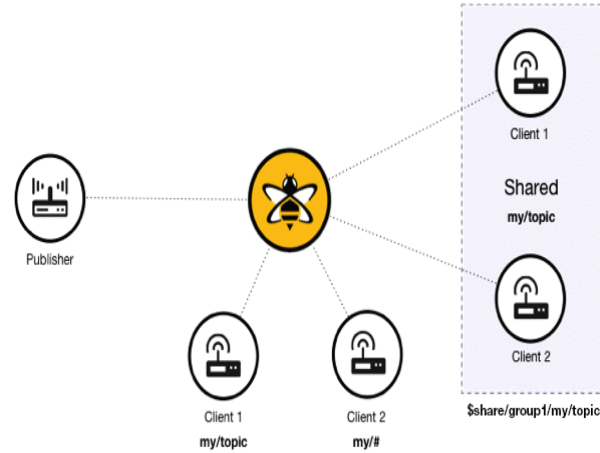 Client 1
Shared
my/topic
Publisher
Client 2
Client 1
my/topic
Client 2
my/#
$share/group1/my/topic